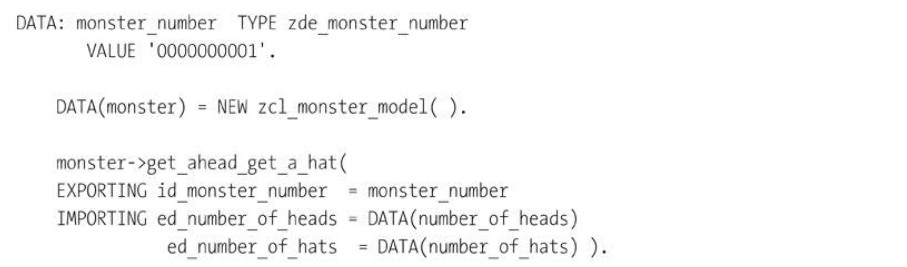 DATA: monster_number TYPE zde_monster_number
VALUE '0000000001'.
DATA(monster) = NEW zcl_monster_model( ).
monster->get_ahead_get_a_hat(
EXPORTING id_monster_number = monster_number
IMPORTING ed_number_of_heads = DATA(number_of_heads)
ed_number_of_hats = DATA(number_of_hats) ).